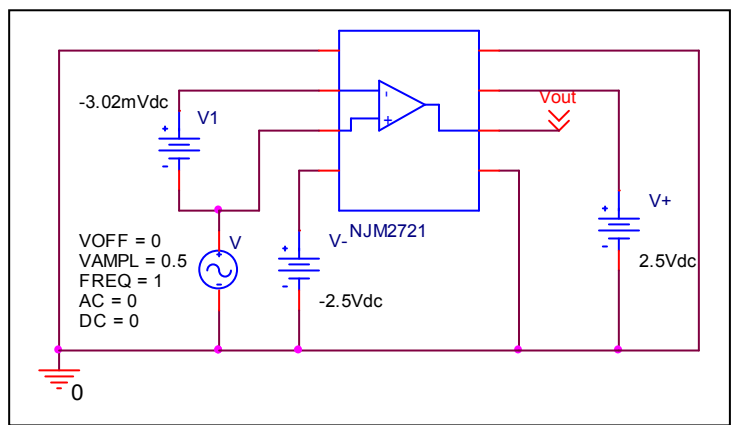 -3.02mVdc
V1
+
-
-
+
Vout
NJM2721
V
+
-
VOFF = 0
VAMPL = 0.5
FREQ = 1
AC = 0
DC = 0
V-
+
-
-2.5Vdc
V+
+
-
2.5Vdc
0